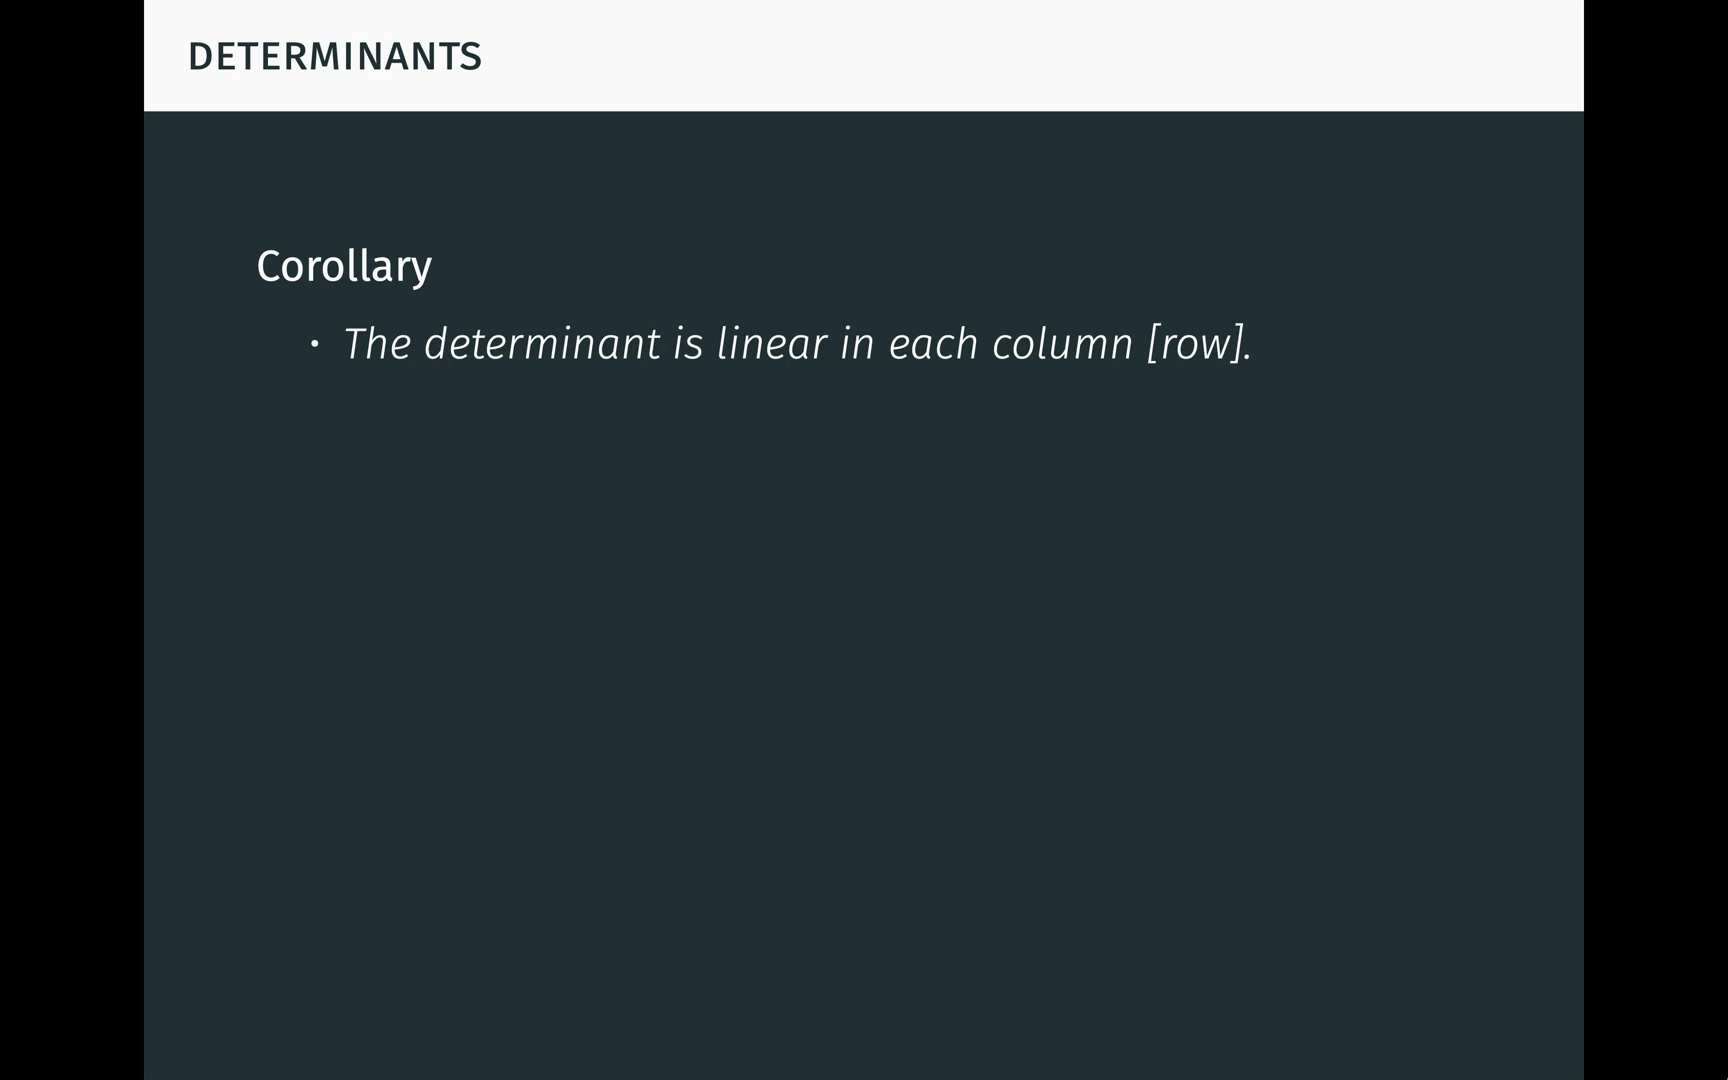 DETERMINANTS
Corollary
• The determinant is linear in each column [row].